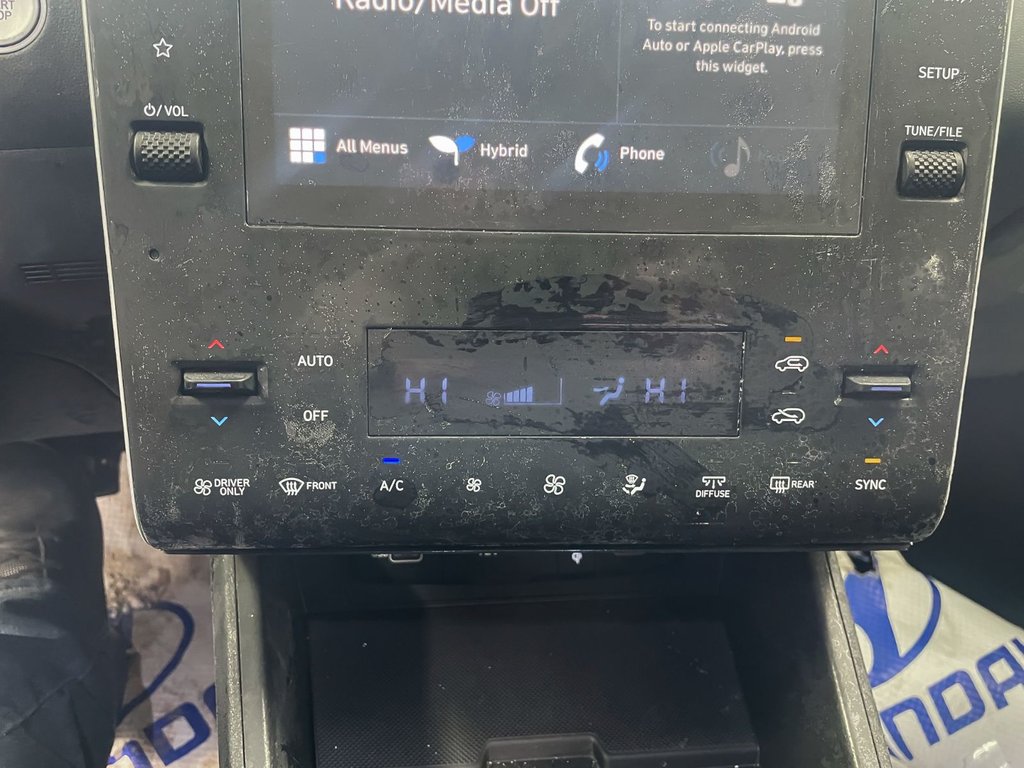 Radio/Media Off
To start connecting Android
Auto or Apple CarPlay, press
this widget.
SETUP
/VOL
TUNE/FILE
All Menus
Hybrid
Phone
AUTO
HI
HI
OFF
DRIVER
ONLY
FRONT
A/C
DIFFUSE
REAR
SYNC